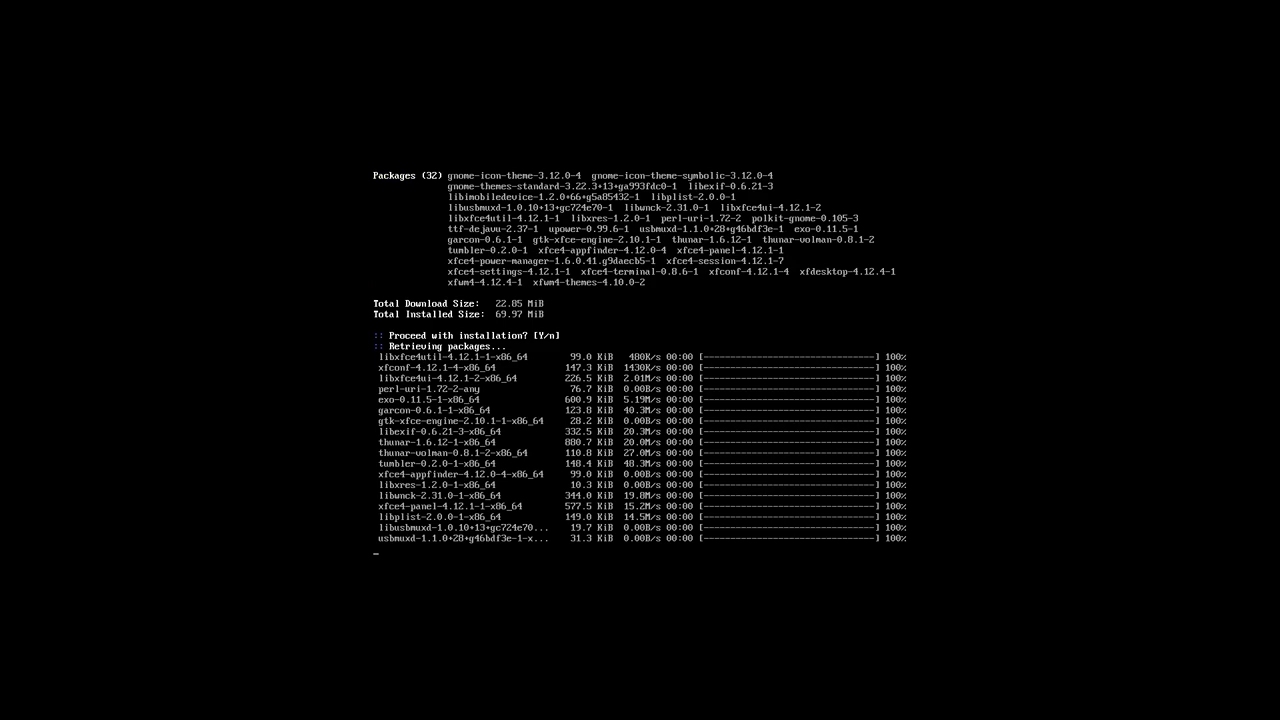 Packages (32) gnome-icon-theme-3.12.0-4  gnome-icon-theme-symbolic-3.12.0-4
gnome-themes-standard-3.22.3+13+ga993fdc0-1  libexif-0.6.21-3
libimobiledevice-1.2.0+66+g5a85432-1  libplist-2.0.0-1
libusbmuxd-1.0.10+13+gc724e70-1  libwnck-2.31.0-1  libxfce4ui-4.12.1-2
libxfce4util-4.12.1-1  libxres-1.2.0-1  perl-uri-1.72-2  polkit-gnome-0.105-3
ttf-dejavu-2.37-1  upower-0.99.6-1  usbmuxd-1.1.0+28+g46bdf3e-1  exo-0.11.5-1
garcon-0.6.1-1  gtk-xfce-engine-2.10.1-1  thunar-1.6.12-1  thunar-volman-0.8.1-2
tumbler-0.2.0-1  xfce4-appfinder-4.12.0-4  xfce4-panel-4.12.1-1
xfce4-power-manager-1.6.0.41.g9daecb5-1  xfce4-session-4.12.1-7
xfce4-settings-4.12.1-1  xfce4-terminal-0.8.6-1  xfconf-4.12.1-4  xfdesktop-4.12.4-1
xfwm4-4.12.4-1  xfwm4-themes-4.10.0-2
Total Download Size:   22.85 MiB
Total Installed Size:  69.97 MiB
:: Proceed with installation? [Y/n]
:: Retrieving packages...
libxfce4util-4.12.1-1-x86_64 99.0 KiB 480K/s 00:00 [--------------------------------] 100%
xfconf-4.12.1-4-x86_64 147.3 KiB 1430K/s 00:00 [--------------------------------] 100%
libxfce4ui-4.12.1-2-x86_64 226.5 KiB 2.01M/s 00:00 [--------------------------------] 100%
perl-uri-1.72-2-any 76.7 KiB 0.00B/s 00:00 [--------------------------------] 100%
exo-0.11.5-1-x86_64 600.9 KiB 5.19M/s 00:00 [--------------------------------] 100%
garcon-0.6.1-1-x86_64 123.8 KiB 40.3M/s 00:00 [--------------------------------] 100%
gtk-xfce-engine-2.10.1-1-x86_64 28.2 KiB 0.00B/s 00:00 [--------------------------------] 100%
libexif-0.6.21-3-x86_64 332.5 KiB 20.3M/s 00:00 [--------------------------------] 100%
thunar-1.6.12-1-x86_64 880.7 KiB 20.0M/s 00:00 [--------------------------------] 100%
thunar-volman-0.8.1-2-x86_64 110.8 KiB 27.0M/s 00:00 [--------------------------------] 100%
tumbler-0.2.0-1-x86_64 148.4 KiB 48.3M/s 00:00 [--------------------------------] 100%
xfce4-appfinder-4.12.0-4-x86_64 99.0 KiB 0.00B/s 00:00 [--------------------------------] 100%
libxres-1.2.0-1-x86_64 10.3 KiB 0.00B/s 00:00 [--------------------------------] 100%
libwnck-2.31.0-1-x86_64 344.0 KiB 19.8M/s 00:00 [--------------------------------] 100%
xfce4-panel-4.12.1-1-x86_64 577.5 KiB 15.2M/s 00:00 [--------------------------------] 100%
libplist-2.0.0-1-x86_64 149.0 KiB 14.5M/s 00:00 [--------------------------------] 100%
libusbmuxd-1.0.10+13+gc724e70... 19.7 KiB 0.00B/s 00:00 [--------------------------------] 100%
usbmuxd-1.1.0+28+g46bdf3e-1-x... 31.3 KiB 0.00B/s 00:00 [--------------------------------] 100%